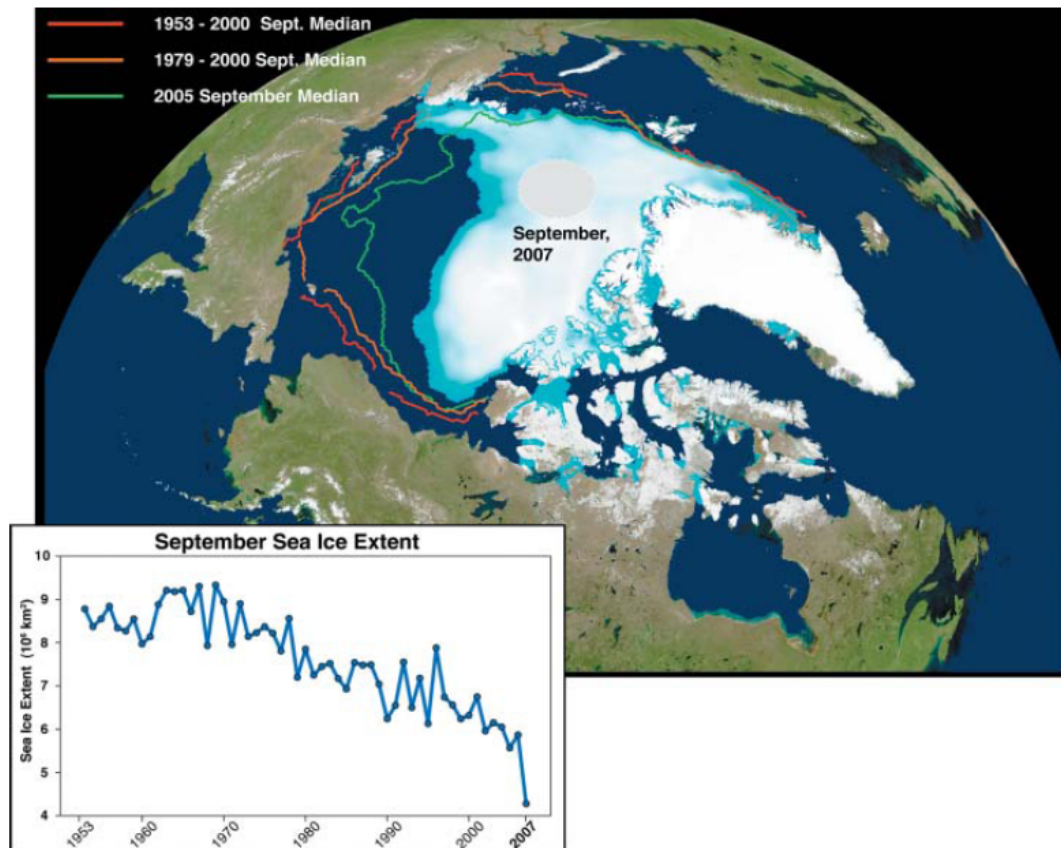 1953 - 2000 Sept. Median
1979 - 2000 Sept. Median
2005 September Median
September,
2007
September Sea Ice Extent
Sea Ice Extent (10⁶ km²)
10
9
8
7
6
5
4
1953
1960
1970
1980
1990
2000
2007